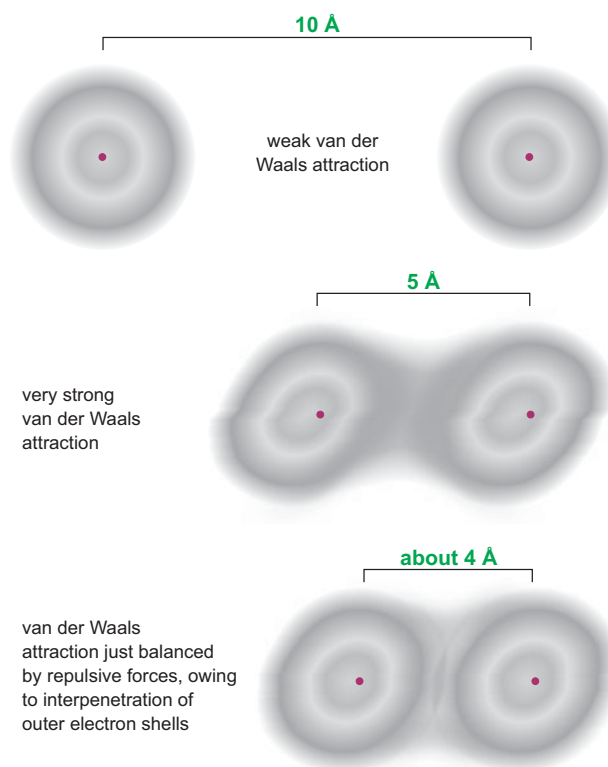 10 Å
weak van der
Waals attraction
5 Å
very strong
van der Waals
attraction
about 4 Å
van der Waals
attraction just balanced
by repulsive forces, owing
to interpenetration of
outer electron shells